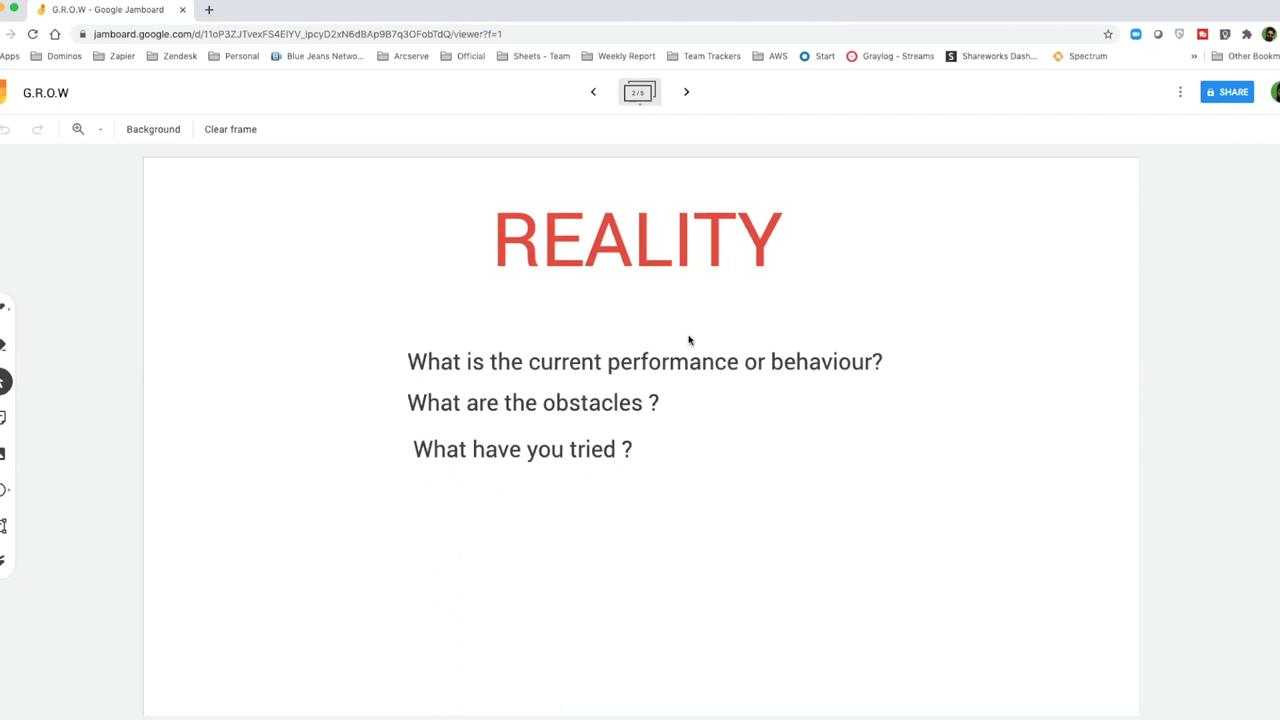 G.R.O.W - Google Jamboard
jamboard.google.com/d/11oP3ZJTvexFS4ElYV_ipcyD2xN6dBAp9B7q3OFobTdQ/viewer?f=1
Apps Dominos Zapier Zendesk Personal Blue Jeans Netwo... Arcserve Official Sheets - Team Weekly Report Team Trackers AWS Start Graylog - Streams Shareworks Dash... Spectrum » Other Bookm
G.R.O.W 2 / 5 SHARE
Background Clear frame
REALITY
What is the current performance or behaviour?
What are the obstacles ?
What have you tried ?